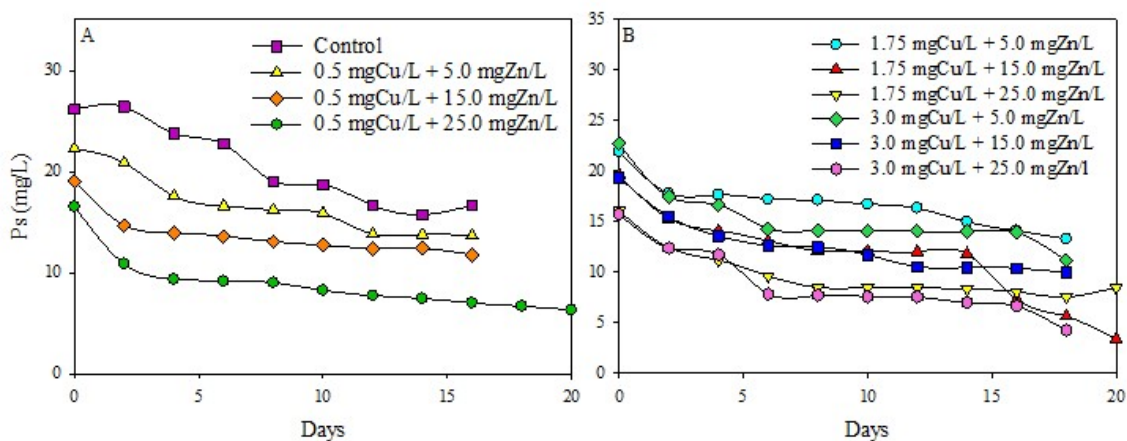 A
Control
0.5 mgCu/L + 5.0 mgZn/L
0.5 mgCu/L + 15.0 mgZn/L
0.5 mgCu/L + 25.0 mgZn/L
30
20
10
0
Ps (mg/L)
0 5 10 15 20
Days
B
1.75 mgCu/L + 5.0 mgZn/L
1.75 mgCu/L + 15.0 mgZn/L
1.75 mgCu/L + 25.0 mgZn/L
3.0 mgCu/L + 5.0 mgZn/L
3.0 mgCu/L + 15.0 mgZn/L
3.0 mgCu/L + 25.0 mgZn/l
35
30
25
20
15
10
5
0
0 5 10 15 20
Days